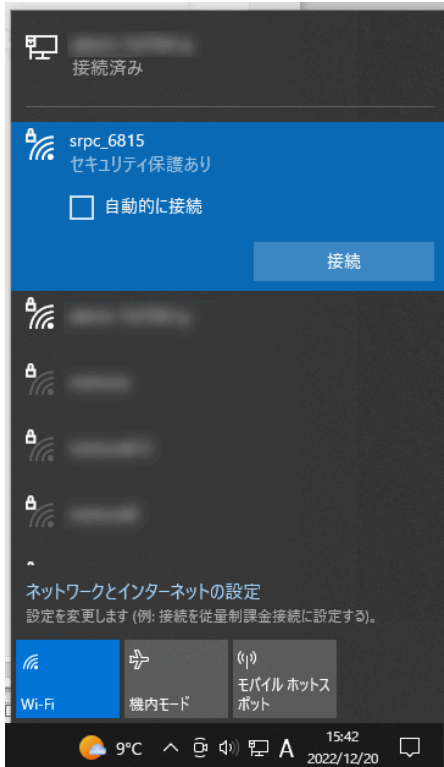 接続済み
srpc_6815
セキュリティ保護あり
自動的に接続
接続
ネットワークとインターネットの設定
設定を変更します (例: 接続を従量制課金接続に設定する)。
Wi-Fi
機内モード
モバイル ホットス
ポット
9°C
A
15:42
2022/12/20